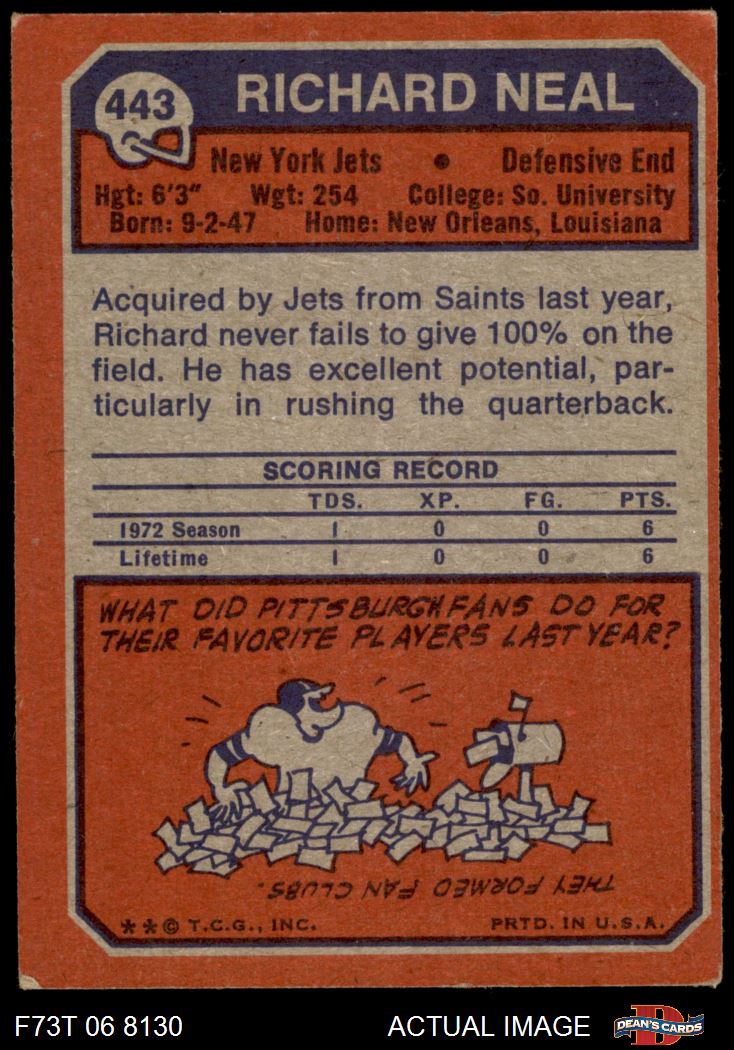 443
RICHARD NEAL
New York Jets • Defensive End
Hgt: 6'3" Wgt: 254 College: So. University
Born: 9-2-47 Home: New Orleans, Louisiana
Acquired by Jets from Saints last year,
Richard never fails to give 100% on the
field. He has excellent potential, par-
ticularly in rushing the quarterback.
SCORING RECORD
TDS. XP. FG. PTS.
1972 Season 1 0 0 6
Lifetime 1 0 0 6
WHAT DID PITTSBURGH FANS DO FOR
THEIR FAVORITE PLAYERS LAST YEAR?
THEY FORMED FAN CLUBS.
**© T.C.G., INC. PRTD. IN U.S.A.
F73T 06 8130 ACTUAL IMAGE
D
DEAN'S CARDS